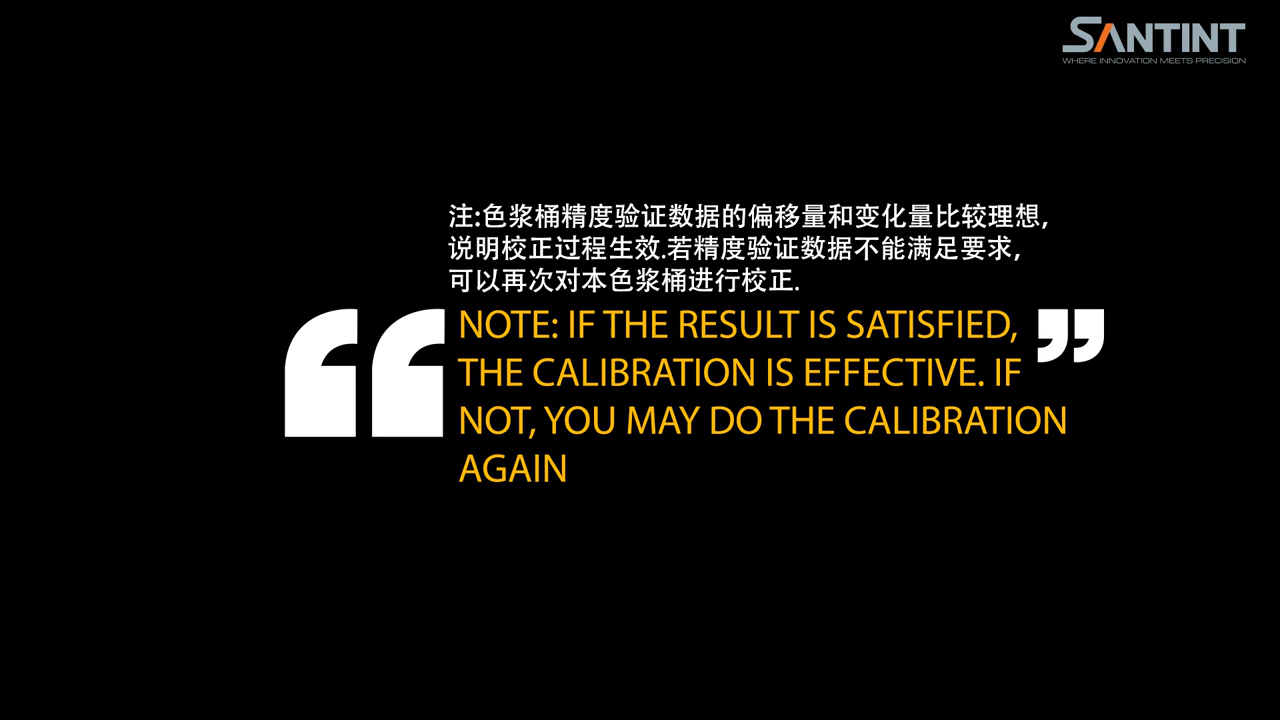 SANTINT
WHERE INNOVATION MEETS PRECISION
注:色浆桶精度验证数据的偏移量和变化量比较理想,
说明校正过程生效.若精度验证数据不能满足要求,
可以再次对本色浆桶进行校正.
“NOTE: IF THE RESULT IS SATISFIED,”
THE CALIBRATION IS EFFECTIVE. IF
NOT, YOU MAY DO THE CALIBRATION
AGAIN